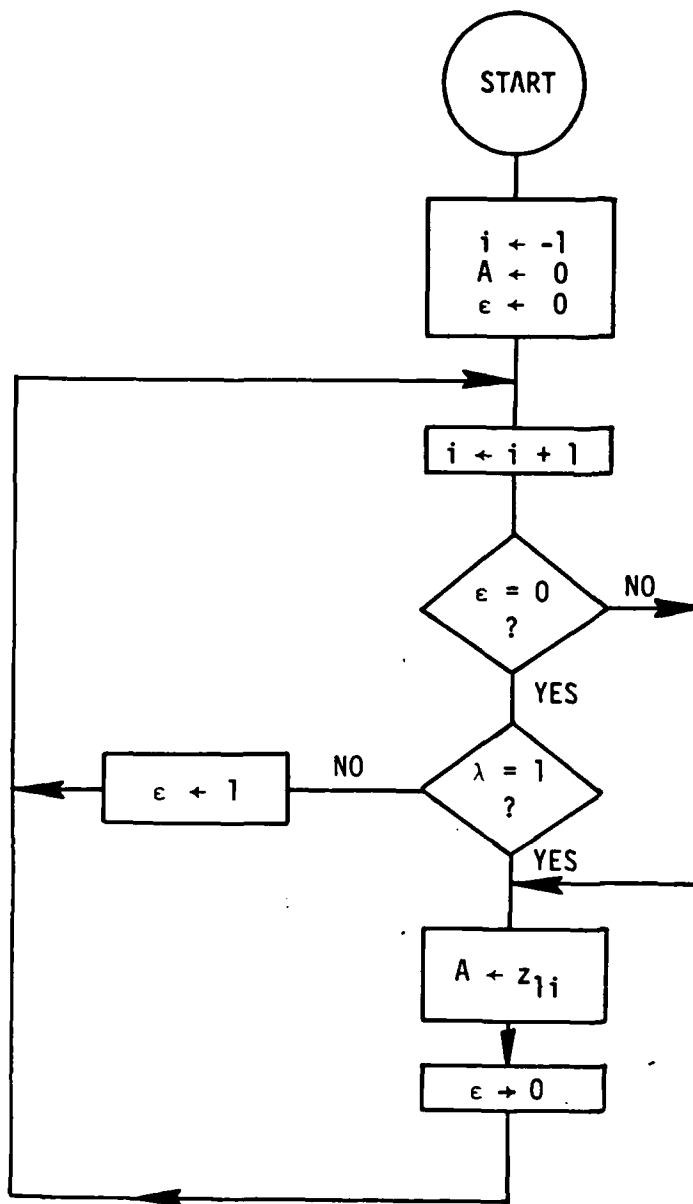 START
i ← -1
A ← 0
ε ← 0
i ← i + 1
ε = 0
?
NO
YES
λ = 1
?
NO
ε ← 1
YES
A ← z1i
ε → 0